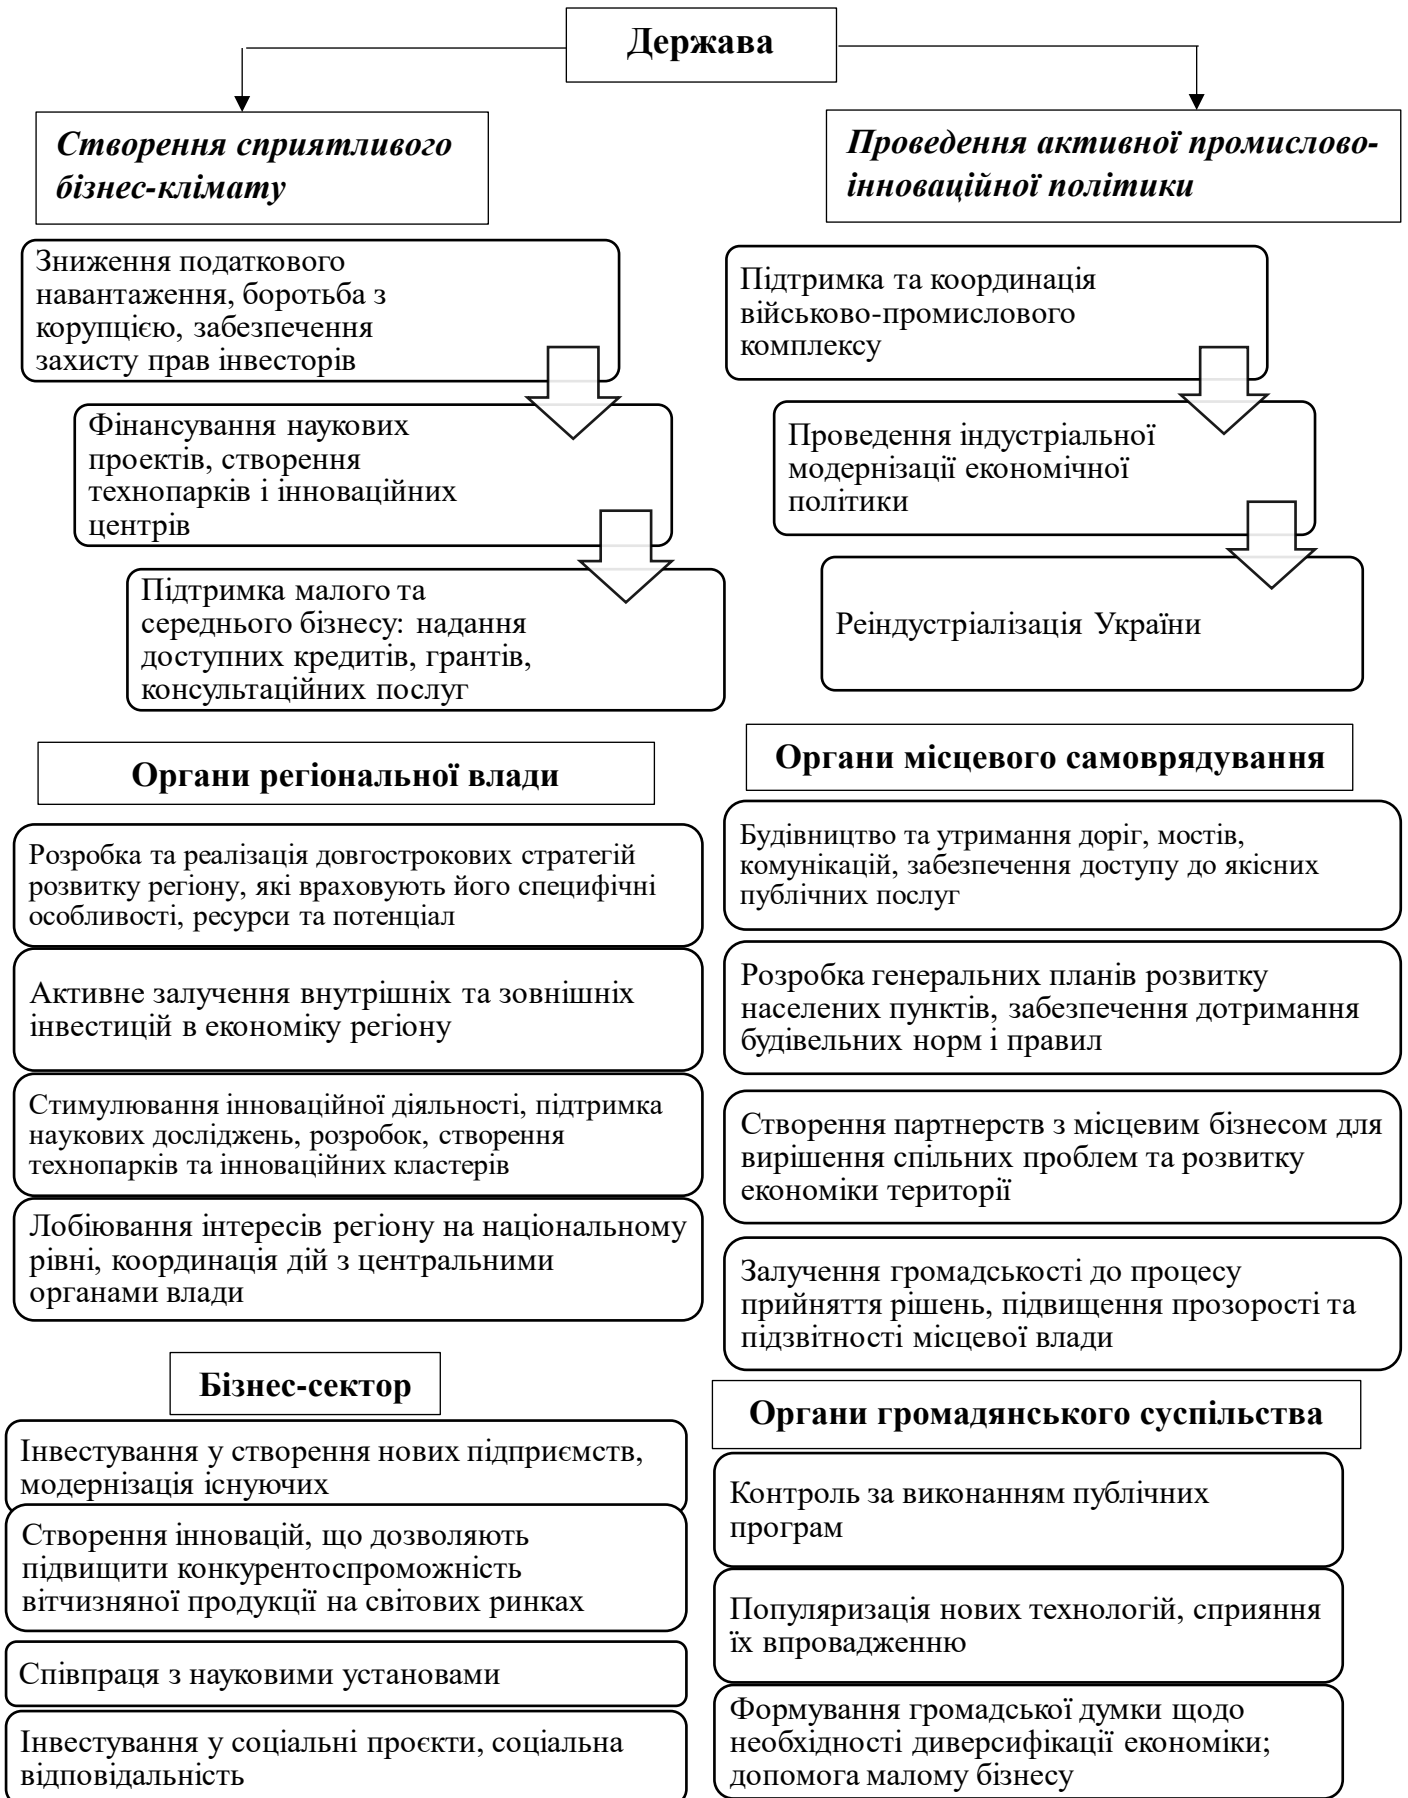 Держава
Створення сприятливого
бізнес-клімату
Зниження податкового
навантаження, боротьба з
корупцією, забезпечення
захисту прав інвесторів
Фінансування наукових
проектів, створення
технопарків і інноваційних
центрів
Підтримка малого та
середнього бізнесу: надання
доступних кредитів, грантів,
консультаційних послуг
Проведення активної промислово-
інноваційної політики
Підтримка та координація
військово-промислового
комплексу
Проведення індустріальної
модернізації економічної
політики
Реіндустріалізація України
Органи регіональної влади
Розробка та реалізація довгострокових стратегій
розвитку регіону, які враховують його специфічні
особливості, ресурси та потенціал
Активне залучення внутрішніх та зовнішніх
інвестицій в економіку регіону
Стимулювання інноваційної діяльності, підтримка
наукових досліджень, розробок, створення
технопарків та інноваційних кластерів
Лобіювання інтересів регіону на національному
рівні, координація дій з центральними
органами влади
Органи місцевого самоврядування
Будівництво та утримання доріг, мостів,
комунікацій, забезпечення доступу до якісних
публічних послуг
Розробка генеральних планів розвитку
населених пунктів, забезпечення дотримання
будівельних норм і правил
Створення партнерств з місцевим бізнесом для
вирішення спільних проблем та розвитку
економіки території
Залучення громадськості до процесу
прийняття рішень, підвищення прозорості та
підзвітності місцевої влади
Бізнес-сектор
Інвестування у створення нових підприємств,
модернізація існуючих
Створення інновацій, що дозволяють
підвищити конкурентоспроможність
вітчизняної продукції на світових ринках
Співпраця з науковими установами
Інвестування у соціальні проєкти, соціальна
відповідальність
Органи громадянського суспільства
Контроль за виконанням публічних
програм
Популяризація нових технологій, сприяння
їх впровадженню
Формування громадської думки щодо
необхідності диверсифікації економіки;
допомога малому бізнесу